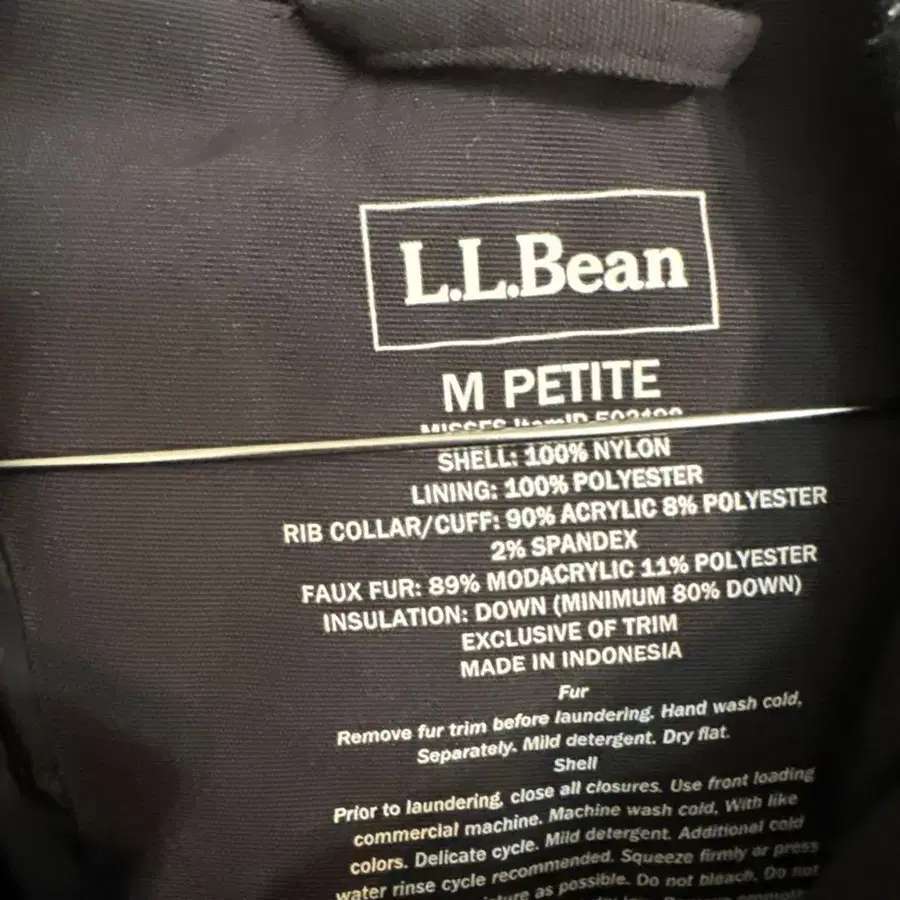 L.L.Bean
M PETITE
MISSES ItemID
SHELL: 100% NYLON
LINING: 100% POLYESTER
RIB COLLAR/CUFF: 90% ACRYLIC 8% POLYESTER
2% SPANDEX
FAUX FUR: 89% MODACRYLIC 11% POLYESTER
INSULATION: DOWN (MINIMUM 80% DOWN)
EXCLUSIVE OF TRIM
MADE IN INDONESIA
Fur
Remove fur trim before laundering. Hand wash cold,
Separately. Mild detergent. Dry flat.
Shell
Prior to laundering, close all closures. Use front loading
commercial machine. Machine wash cold, With like
colors. Delicate cycle. Mild detergent. Additional cold
water rinse cycle recommended. Squeeze firmly or press
as possible. Do not bleach. Do not